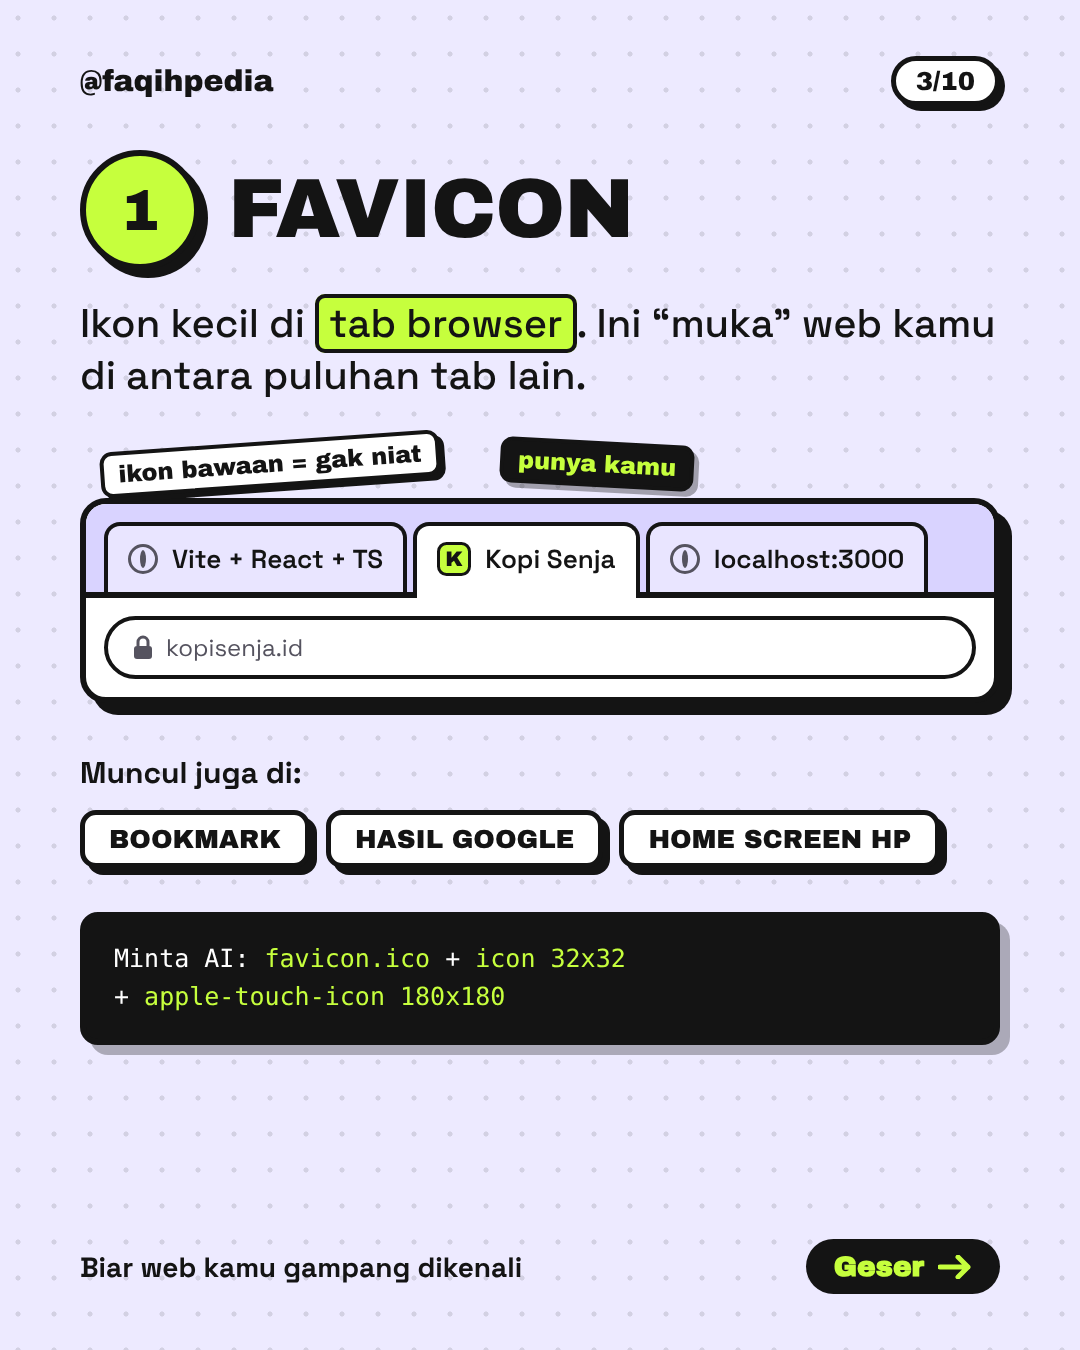 @faqihpedia
3/10
1
FAVICON
Ikon kecil di tab browser. Ini “muka” web kamu
di antara puluhan tab lain.
ikon bawaan = gak niat
punya kamu
Vite + React + TS
K
Kopi Senja
localhost:3000
kopisenja.id
Muncul juga di:
BOOKMARK
HASIL GOOGLE
HOME SCREEN HP
Minta AI: favicon.ico + icon 32x32
+ apple-touch-icon 180x180
Biar web kamu gampang dikenali
Geser →